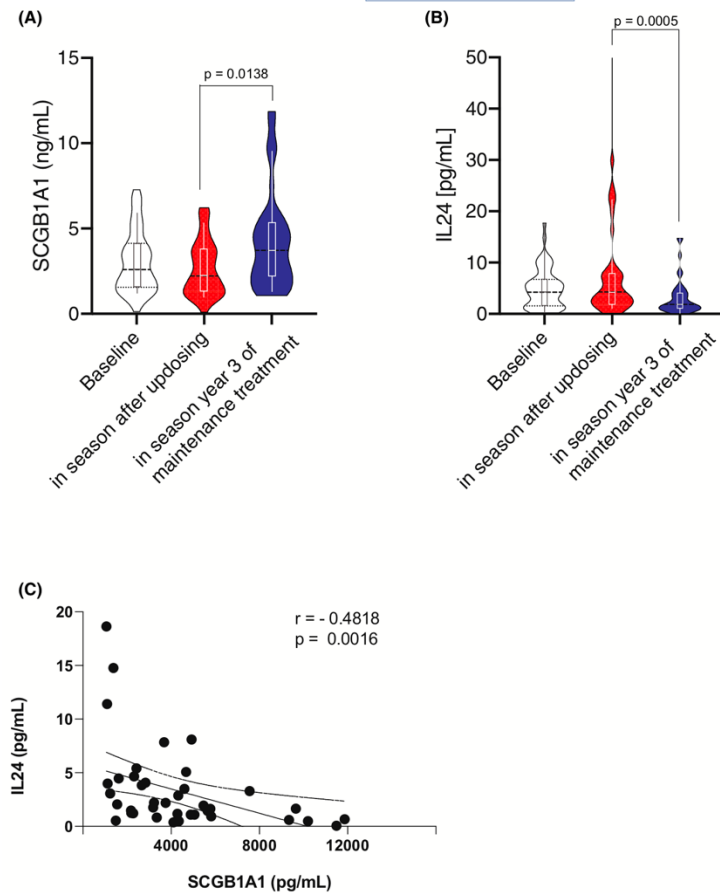 (A)
15
10
5
0
SCGB1A1 (ng/mL)
p = 0.0138
Baseline
in season after updosing
in season year 3 of
maintenance treatment
(B)
50
40
30
20
10
0
IL24 [pg/mL]
p = 0.0005
Baseline
in season after updosing
in season year 3 of
maintenance treatment
(C)
20
15
10
5
0
IL24 (pg/mL)
r = - 0.4818
p = 0.0016
4000 8000 12000
SCGB1A1 (pg/mL)